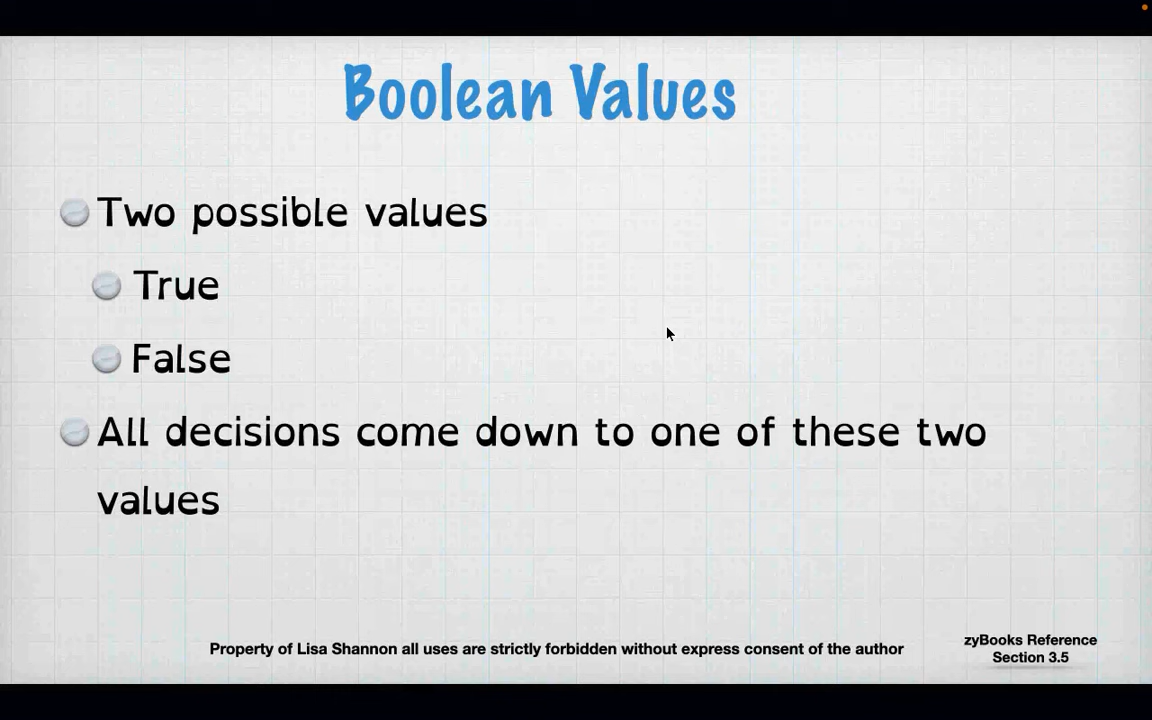 Boolean Values
Two possible values
True
False
All decisions come down to one of these two
values
Property of Lisa Shannon all uses are strictly forbidden without express consent of the author
zyBooks Reference
Section 3.5